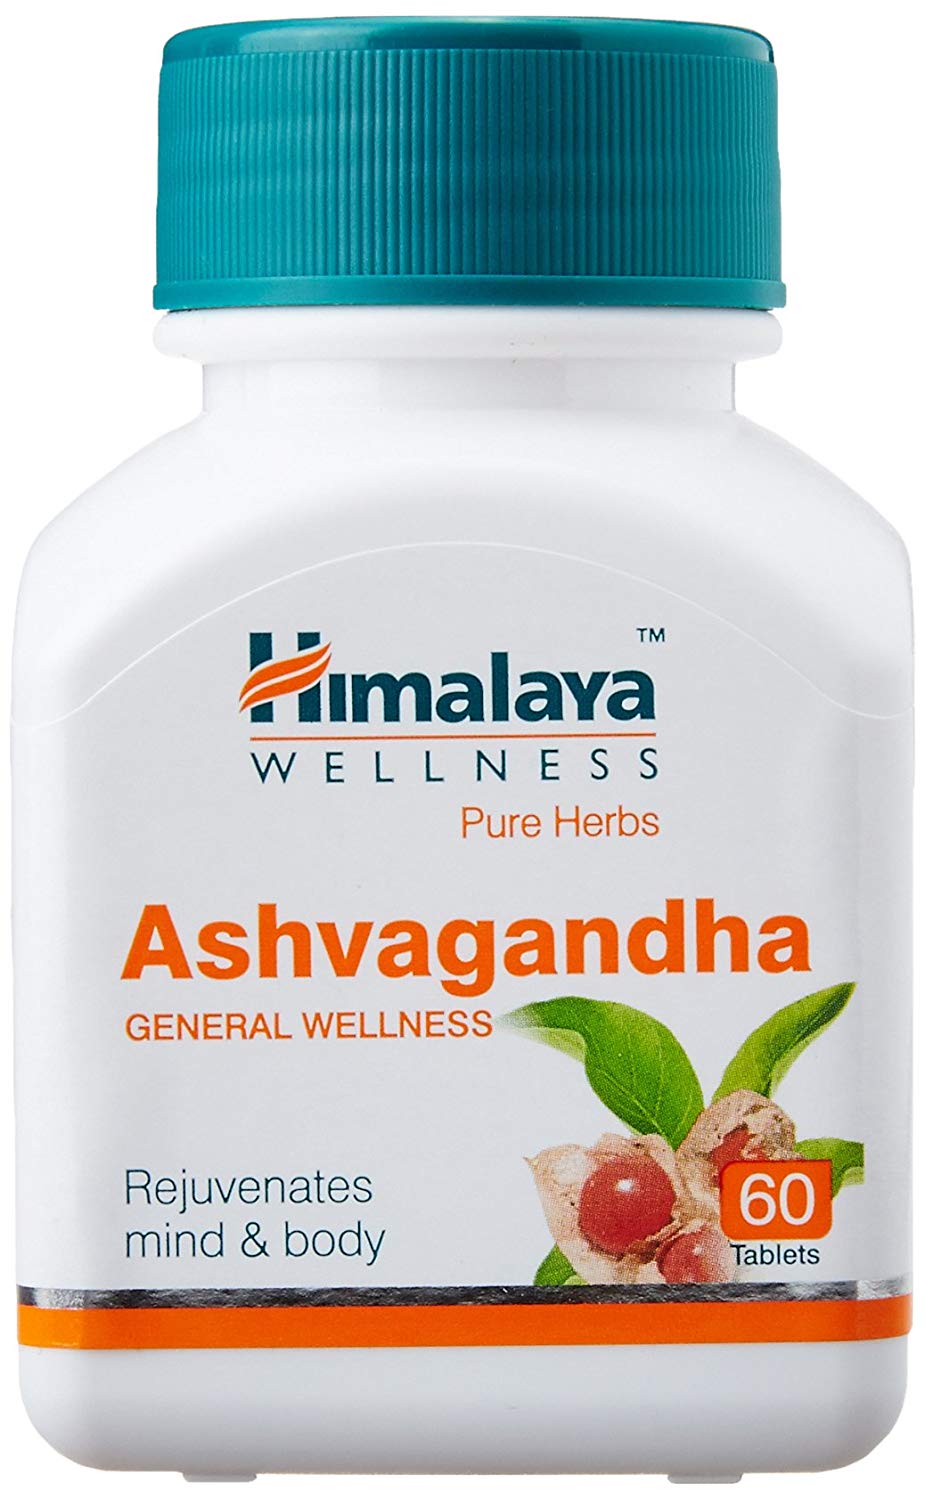 Himalaya™
WELLNESS
Pure Herbs
Ashvagandha
GENERAL WELLNESS
Rejuvenates
mind & body
60
Tablets